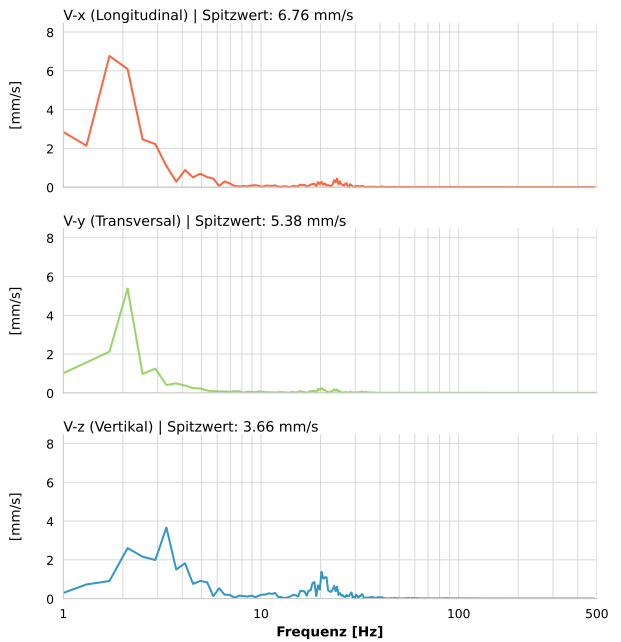 V-x (Longitudinal) | Spitzwert: 6.76 mm/s
8
6
4
2
0
[mm/s]
V-y (Transversal) | Spitzwert: 5.38 mm/s
8
6
4
2
0
[mm/s]
V-z (Vertikal) | Spitzwert: 3.66 mm/s
8
6
4
2
0
[mm/s]
1 10 100 500
Frequenz [Hz]